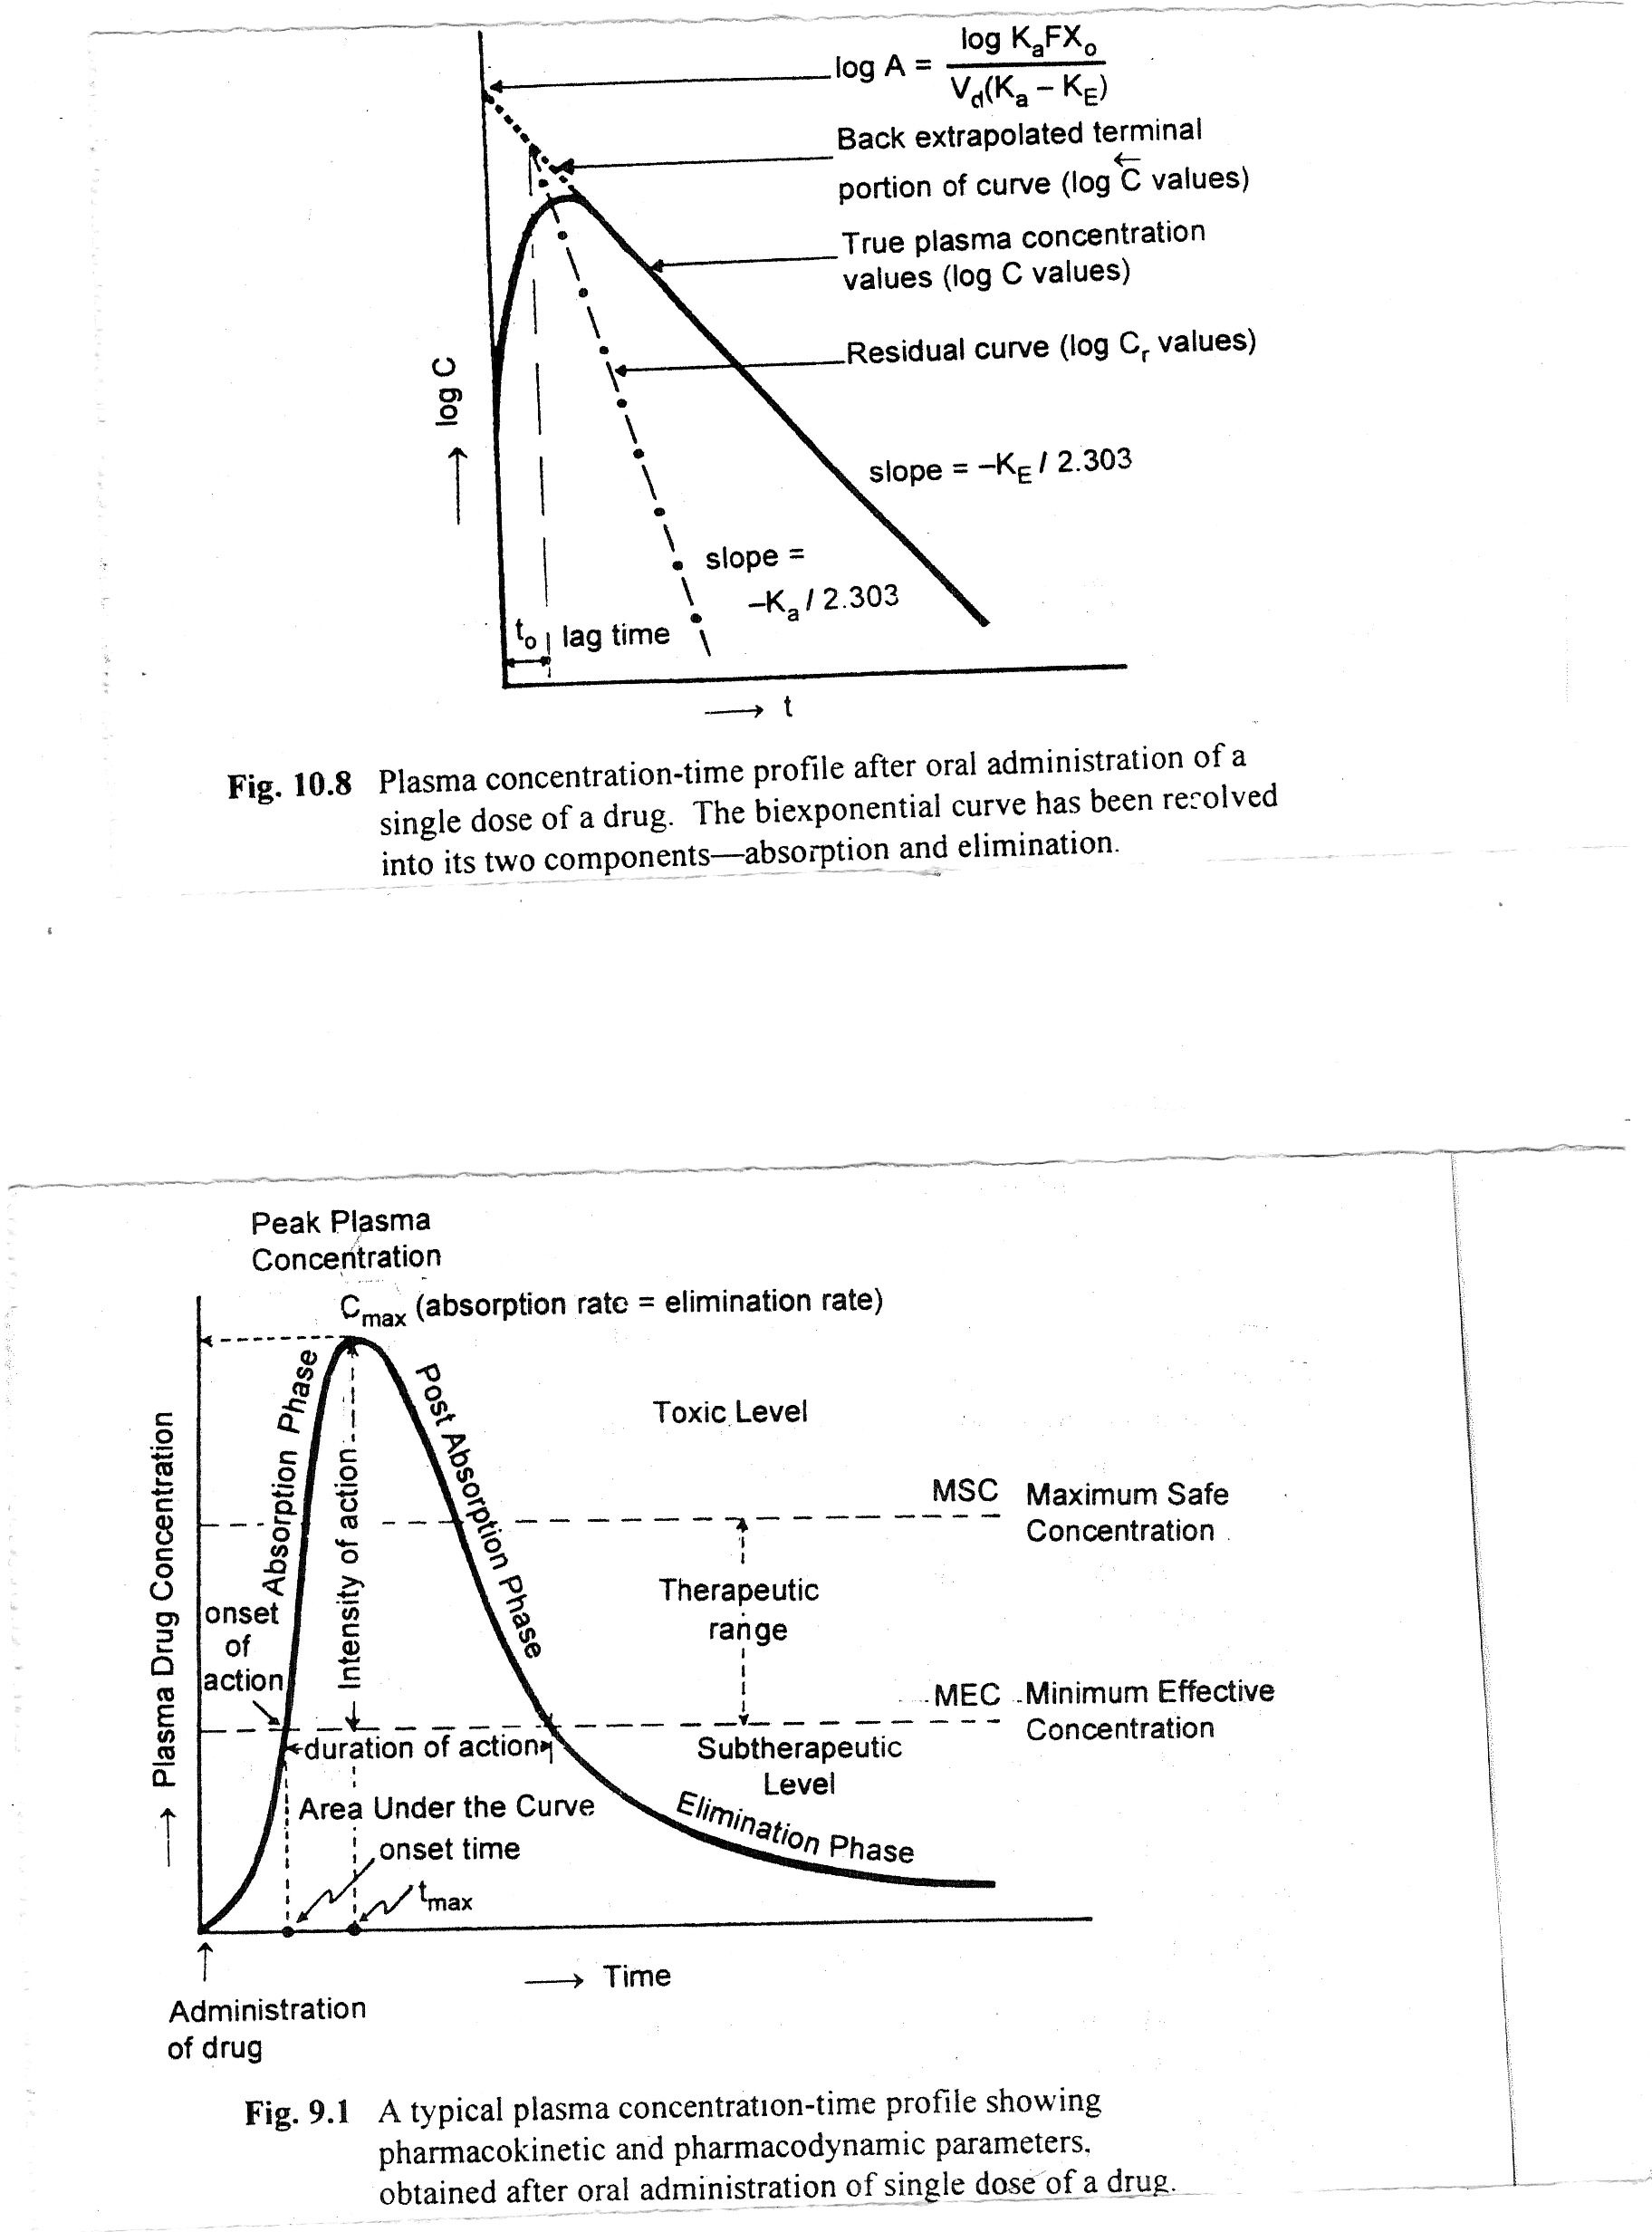 log A = log KₐFXₒ / V_d(Kₐ – K_E)
Back extrapolated terminal
portion of curve (log C⃖ values)
True plasma concentration
values (log C values)
Residual curve (log Cᵣ values)
→ log C
slope = –K_E / 2.303
slope =
–Kₐ / 2.303
tₒ lag time
→ t
Fig. 10.8 Plasma concentration-time profile after oral administration of a
single dose of a drug. The biexponential curve has been resolved
into its two components—absorption and elimination.
Peak Plasma
Concentration
Cmax (absorption rate = elimination rate)
Absorption Phase
Post Absorption Phase
Intensity of action
Toxic Level
MSC Maximum Safe
Concentration
Therapeutic
range
→ Plasma Drug Concentration
onset
of
action
MEC Minimum Effective
Concentration
duration of action
Subtherapeutic
Level
Area Under the Curve
Elimination Phase
onset time
tmax
→ Time
Administration
of drug
Fig. 9.1 A typical plasma concentration-time profile showing
pharmacokinetic and pharmacodynamic parameters,
obtained after oral administration of single dose of a drug.